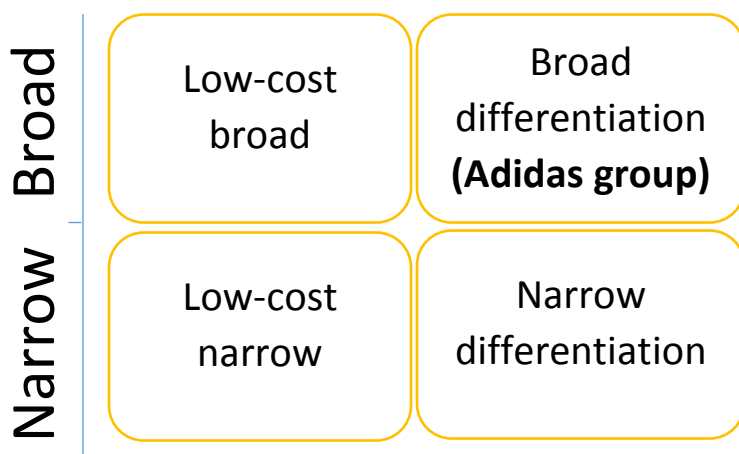 Broad
Low-cost
broad
Broad
differentiation
(Adidas group)
Narrow
Low-cost
narrow
Narrow
differentiation